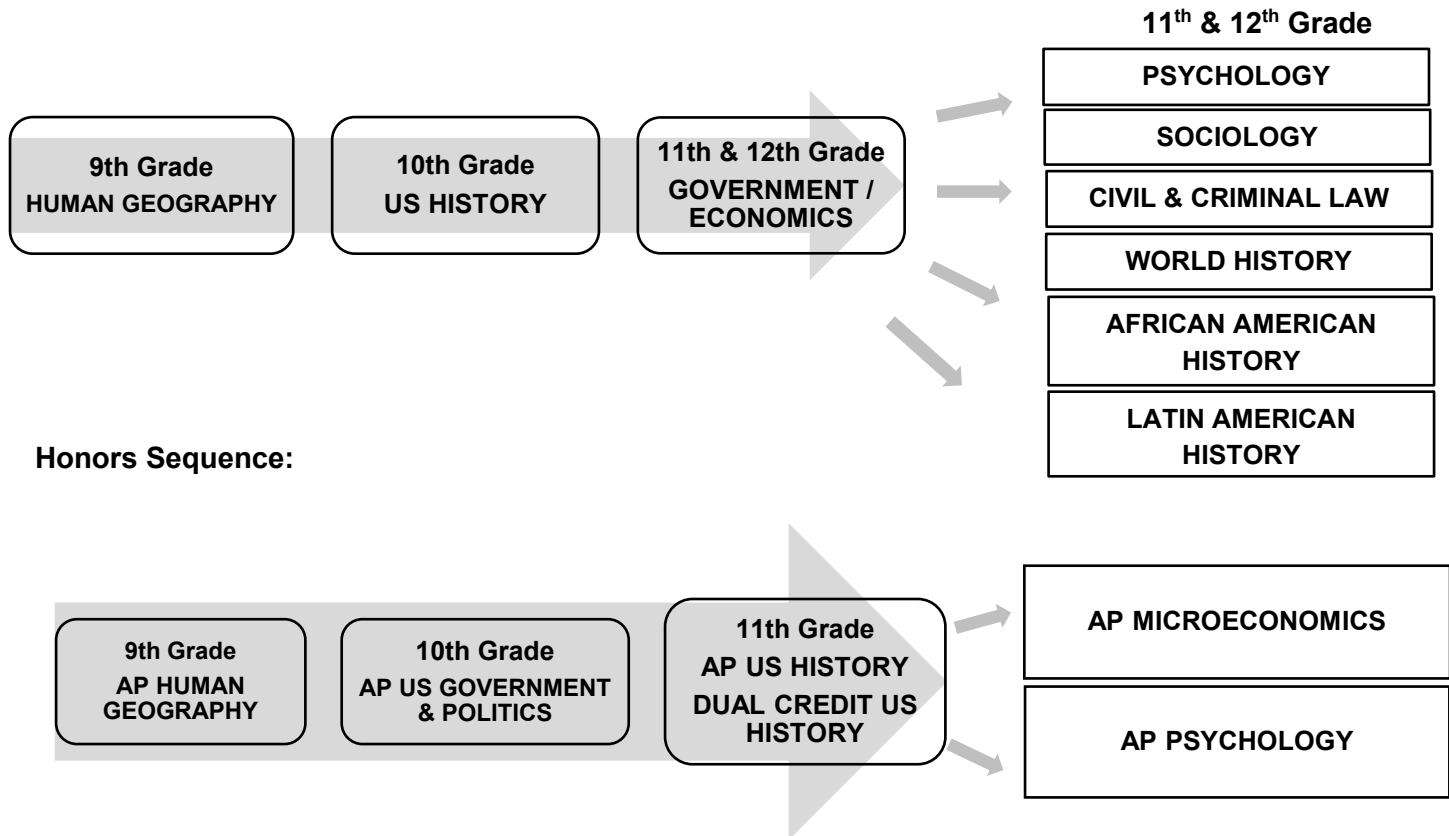 11th & 12th Grade
PSYCHOLOGY
SOCIOLOGY
CIVIL & CRIMINAL LAW
WORLD HISTORY
AFRICAN AMERICAN
HISTORY
LATIN AMERICAN
HISTORY
9th Grade
HUMAN GEOGRAPHY
10th Grade
US HISTORY
11th & 12th Grade
GOVERNMENT /
ECONOMICS
Honors Sequence:
9th Grade
AP HUMAN
GEOGRAPHY
10th Grade
AP US GOVERNMENT
& POLITICS
11th Grade
AP US HISTORY
DUAL CREDIT US
HISTORY
AP MICROECONOMICS
AP PSYCHOLOGY